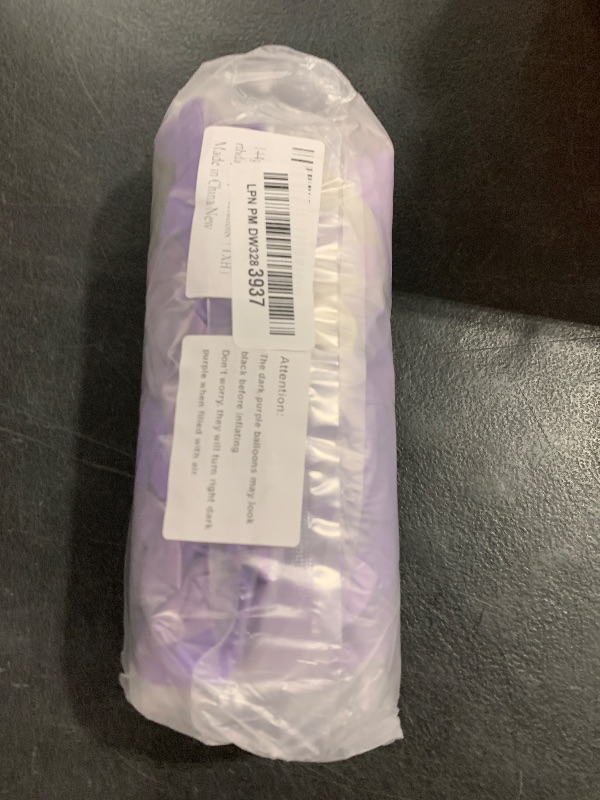 LPN PM DW328 3937
Made in China New
Attention:
The dark purple balloons may look
black before inflating
Don't worry, they will turn right dark
purple when filled with air